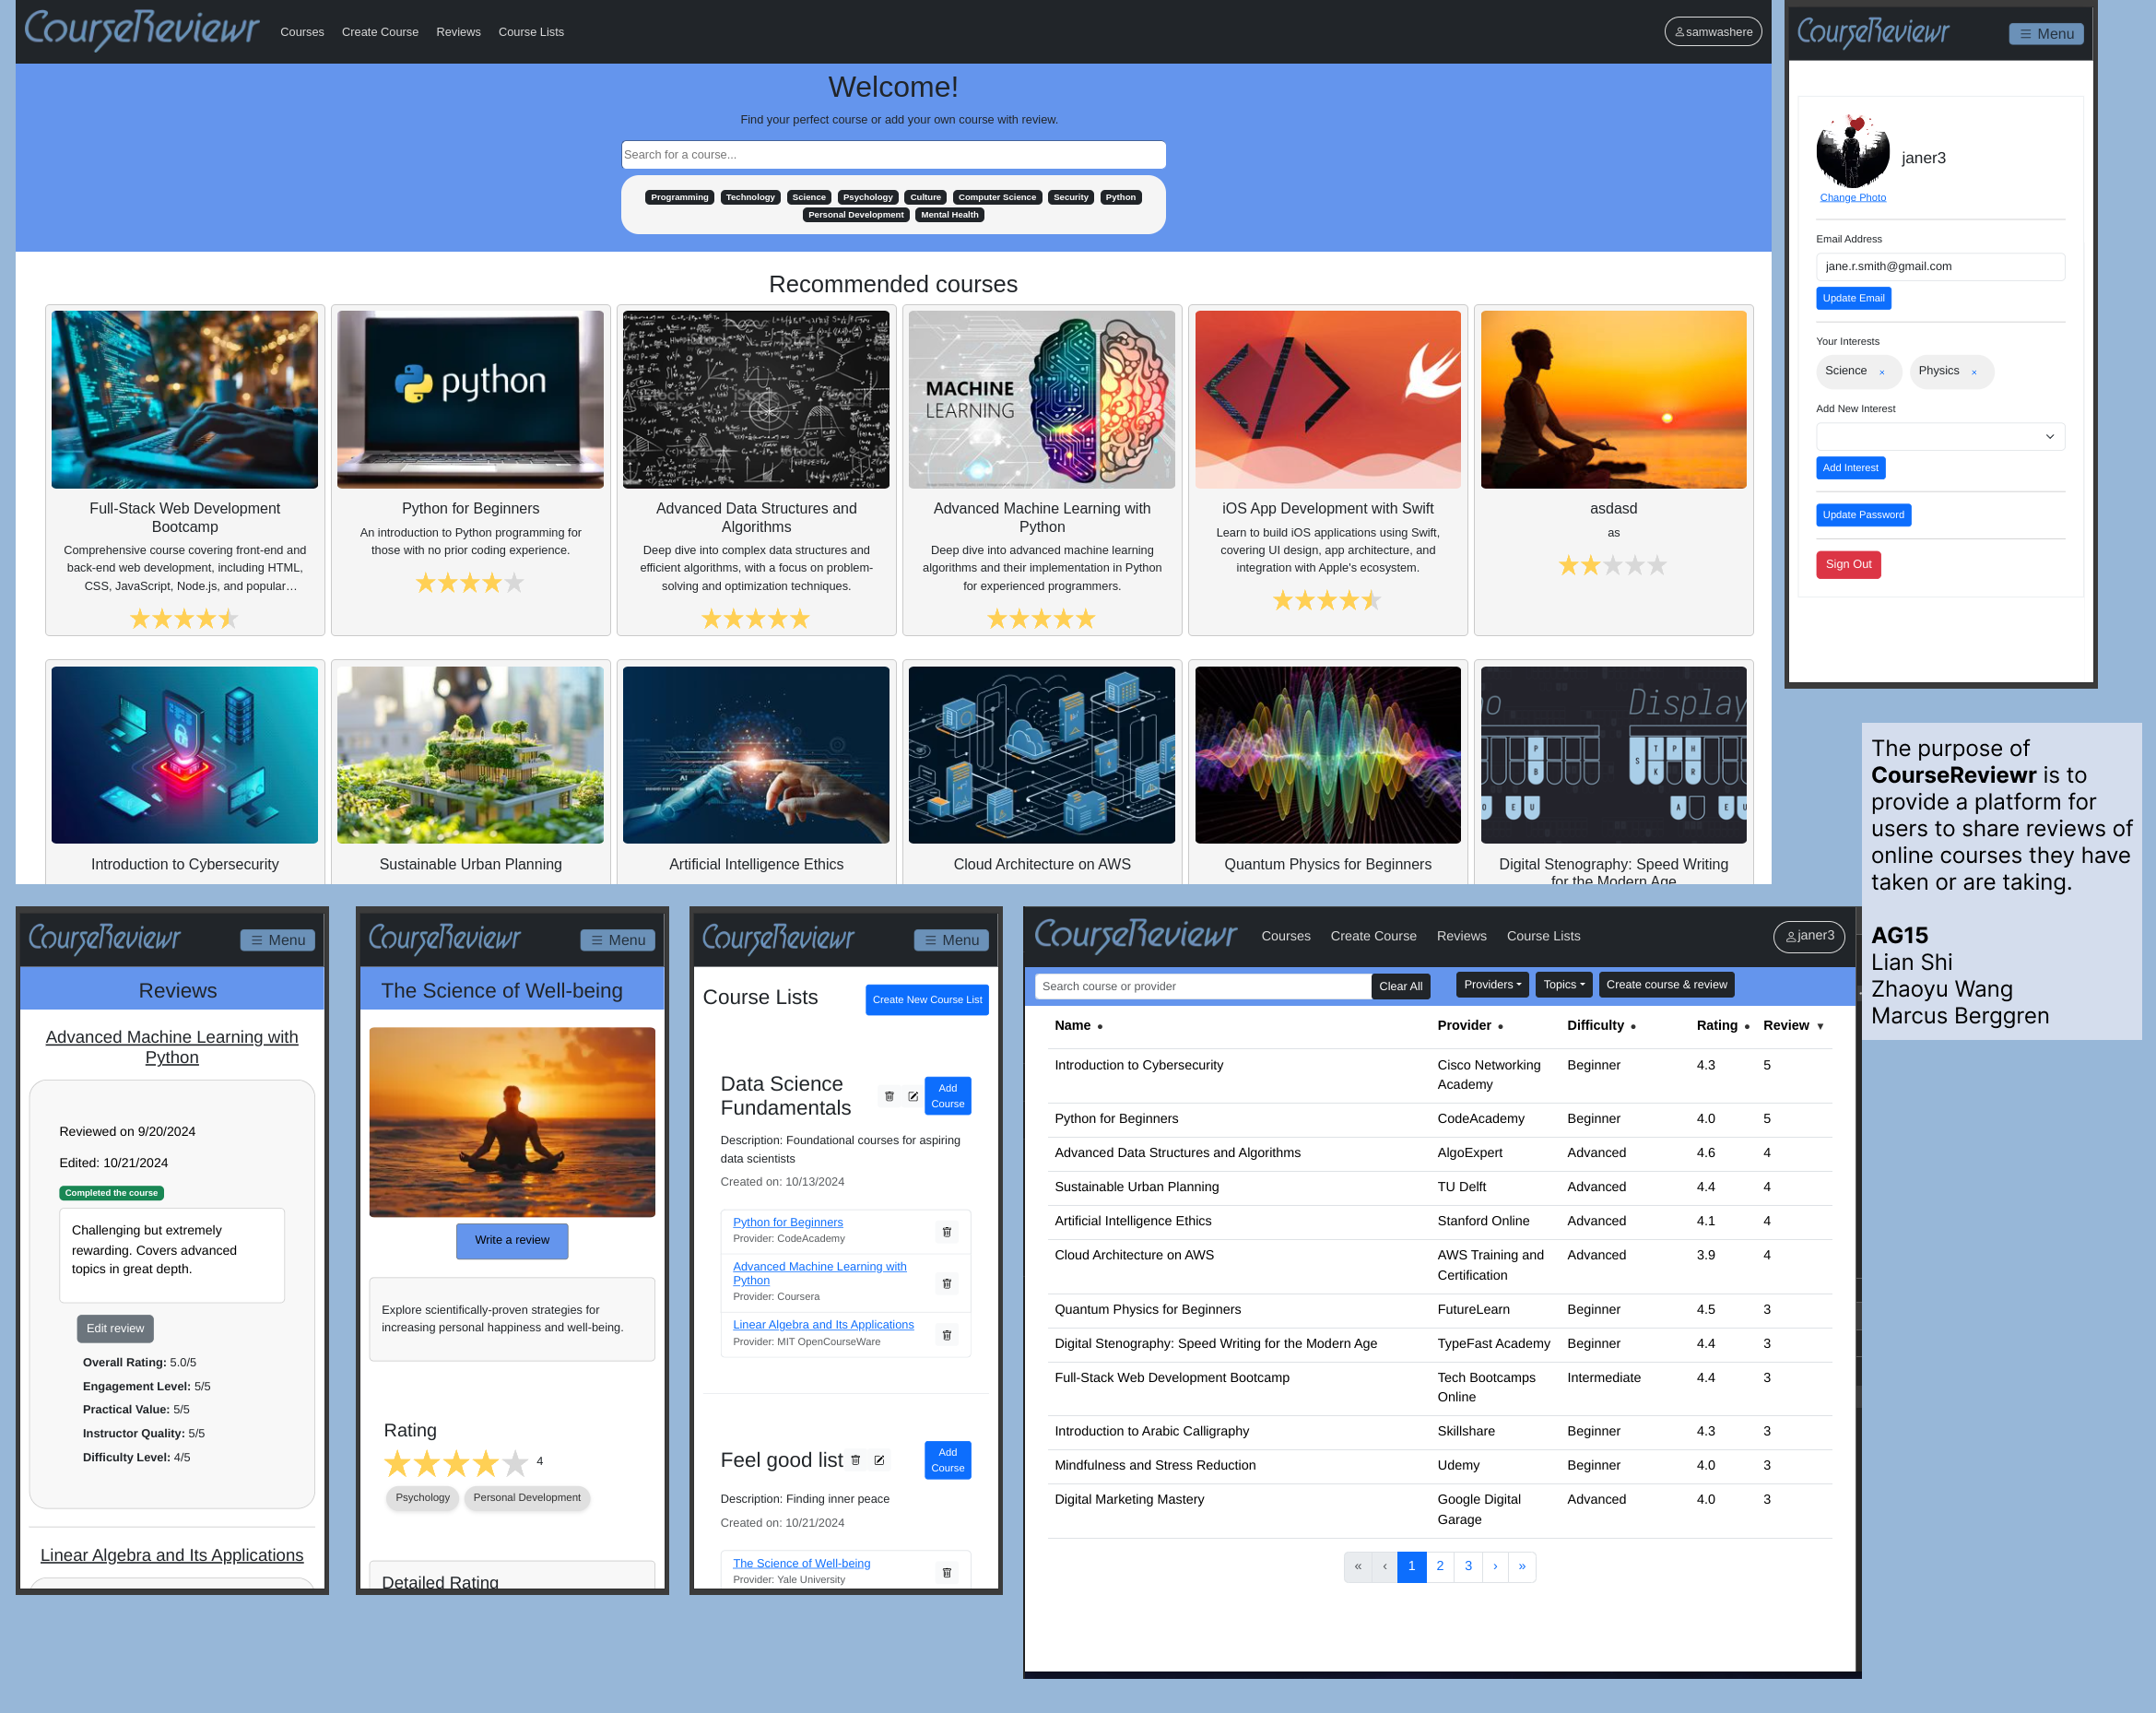 CourseReviewr Courses Create Course Reviews Course Lists samwashere
Welcome!
Find your perfect course or add your own course with review.
Search for a course...
Programming Technology Science Psychology Culture Computer Science Security Python
Personal Development Mental Health
Recommended courses
python
MACHINE
LEARNING
Full-Stack Web Development
Bootcamp
Comprehensive course covering front-end and
back-end web development, including HTML,
CSS, JavaScript, Node.js, and popular…
Python for Beginners
An introduction to Python programming for
those with no prior coding experience.
iStock
Advanced Data Structures and
Algorithms
Deep dive into complex data structures and
efficient algorithms, with a focus on problem-
solving and optimization techniques.
Advanced Machine Learning with
Python
Deep dive into advanced machine learning
algorithms and their implementation in Python
for experienced programmers.
iOS App Development with Swift
Learn to build iOS applications using Swift,
covering UI design, app architecture, and
integration with Apple's ecosystem.
asdasd
as
AI
Display
P B S T P H K R A E U
Introduction to Cybersecurity
Sustainable Urban Planning
Artificial Intelligence Ethics
Cloud Architecture on AWS
Quantum Physics for Beginners
Digital Stenography: Speed Writing
for the Modern Age
CourseReviewr Menu
janer3
Change Photo
Email Address
jane.r.smith@gmail.com
Update Email
Your Interests
Science × Physics ×
Add New Interest
Add Interest
Update Password
Sign Out
The purpose of
CourseReviewr is to
provide a platform for
users to share reviews of
online courses they have
taken or are taking.
AG15
Lian Shi
Zhaoyu Wang
Marcus Berggren
CourseReviewr Menu
Reviews
Advanced Machine Learning with
Python
Reviewed on 9/20/2024
Edited: 10/21/2024
Completed the course
Challenging but extremely
rewarding. Covers advanced
topics in great depth.
Edit review
Overall Rating: 5.0/5
Engagement Level: 5/5
Practical Value: 5/5
Instructor Quality: 5/5
Difficulty Level: 4/5
Linear Algebra and Its Applications
CourseReviewr Menu
The Science of Well-being
Write a review
Explore scientifically-proven strategies for
increasing personal happiness and well-being.
Rating
4
Psychology Personal Development
Detailed Rating
CourseReviewr Menu
Course Lists Create New Course List
Data Science
Fundamentals
Add
Course
Description: Foundational courses for aspiring
data scientists
Created on: 10/13/2024
Python for Beginners
Provider: CodeAcademy
Advanced Machine Learning with
Python
Provider: Coursera
Linear Algebra and Its Applications
Provider: MIT OpenCourseWare
Feel good list
Add
Course
Description: Finding inner peace
Created on: 10/21/2024
The Science of Well-being
Provider: Yale University
CourseReviewr Courses Create Course Reviews Course Lists janer3
Search course or provider Clear All Providers Topics Create course & review
Name Provider Difficulty Rating Review
Introduction to Cybersecurity Cisco Networking Beginner 4.3 5
Academy
Python for Beginners CodeAcademy Beginner 4.0 5
Advanced Data Structures and Algorithms AlgoExpert Advanced 4.6 4
Sustainable Urban Planning TU Delft Advanced 4.4 4
Artificial Intelligence Ethics Stanford Online Advanced 4.1 4
Cloud Architecture on AWS AWS Training and Advanced 3.9 4
Certification
Quantum Physics for Beginners FutureLearn Beginner 4.5 3
Digital Stenography: Speed Writing for the Modern Age TypeFast Academy Beginner 4.4 3
Full-Stack Web Development Bootcamp Tech Bootcamps Intermediate 4.4 3
Online
Introduction to Arabic Calligraphy Skillshare Beginner 4.3 3
Mindfulness and Stress Reduction Udemy Beginner 4.0 3
Digital Marketing Mastery Google Digital Advanced 4.0 3
Garage
« ‹ 1 2 3 › »